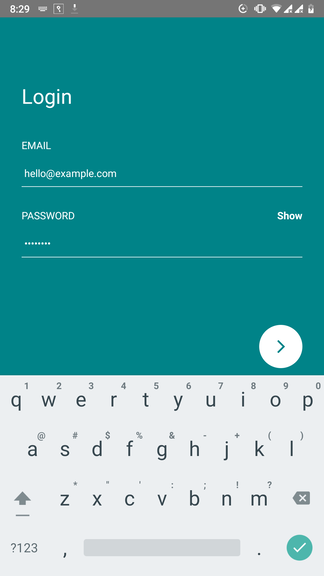 8:29
Login
EMAIL
hello@example.com
PASSWORD Show
1 2 3 4 5 6 7 8 9 0
q w e r t y u i o p
@ # $ % & - + ( )
a s d f g h j k l
* " ' : ; ! ?
z x c v b n m
?123 , .